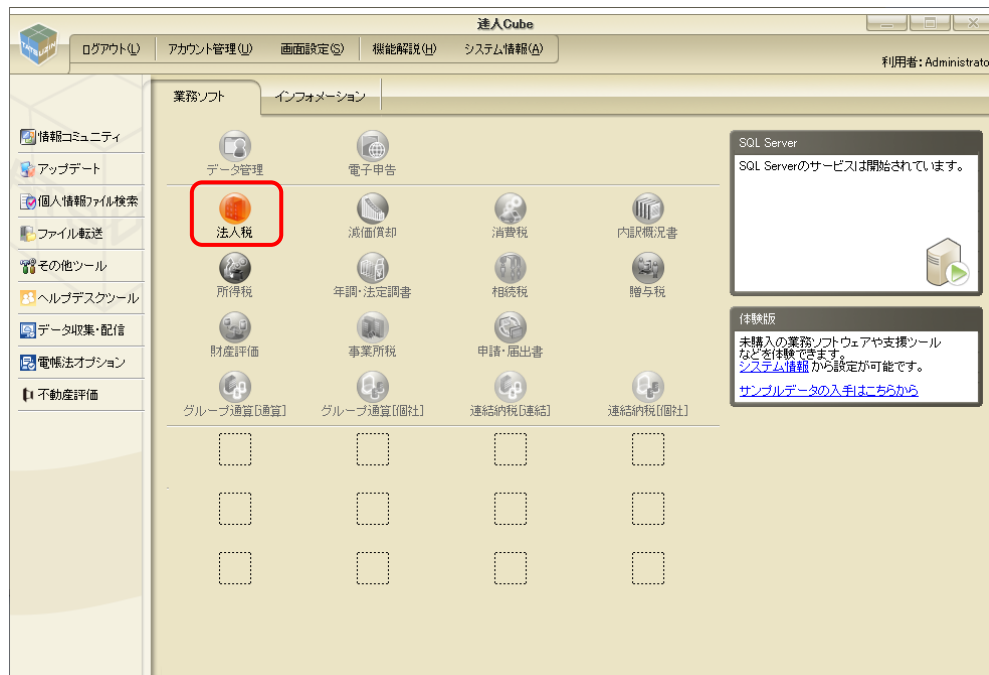 達人Cube
TATSUZIN
ログアウト(L) アカウント管理(U) 画面設定(S) 機能解説(H) システム情報(A)
利用者：Administrato
業務ソフト インフォメーション
情報コミュニティ
アップデート
個人情報ファイル検索
ファイル転送
その他ツール
ヘルプデスクツール
データ収集・配信
電帳法オプション
不動産評価
データ管理 電子申告
法人税 減価償却 消費税 内訳概況書
所得税 年調・法定調書 相続税 贈与税
財産評価 事業所税 申請・届出書
グループ通算[通算] グループ通算[個社] 連結納税[連結] 連結納税[個社]
SQL Server
SQL Serverのサービスは開始されています。
体験版
未購入の業務ソフトウェアや支援ツール
などを体験できます。
システム情報 から設定が可能です。
サンプルデータの入手はこちらから